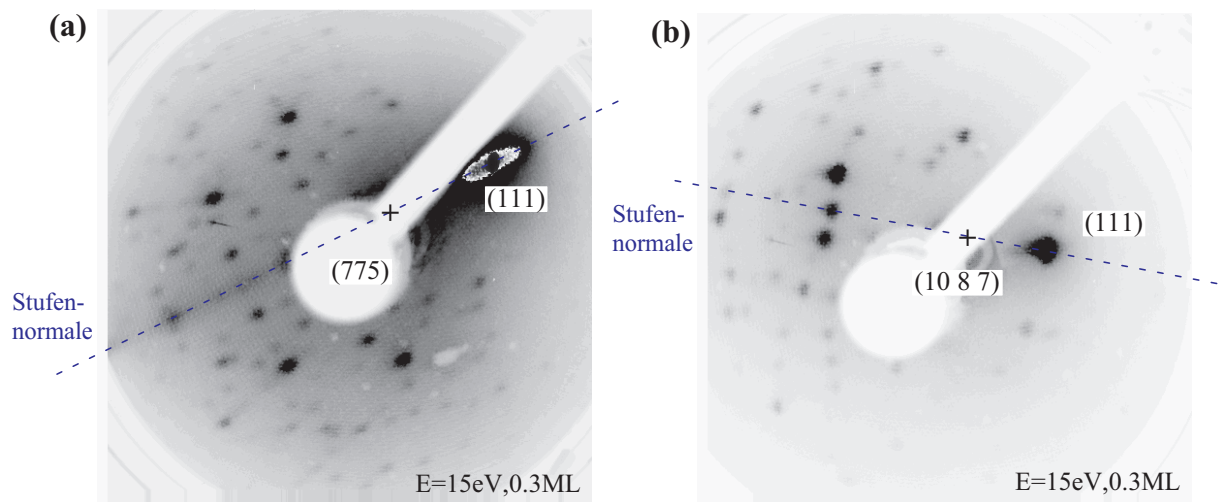 (a)
(111)
(775)
Stufen-
normale
E=15eV,0.3ML
(b)
Stufen-
normale
(111)
(10 8 7)
E=15eV,0.3ML